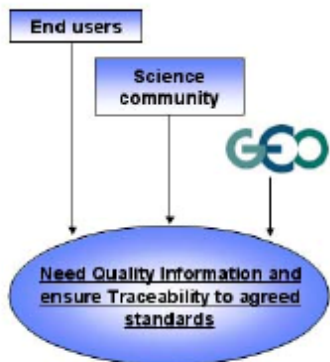 End users
Science
community
GEO
Need Quality Information and
ensure Traceability to agreed
standards